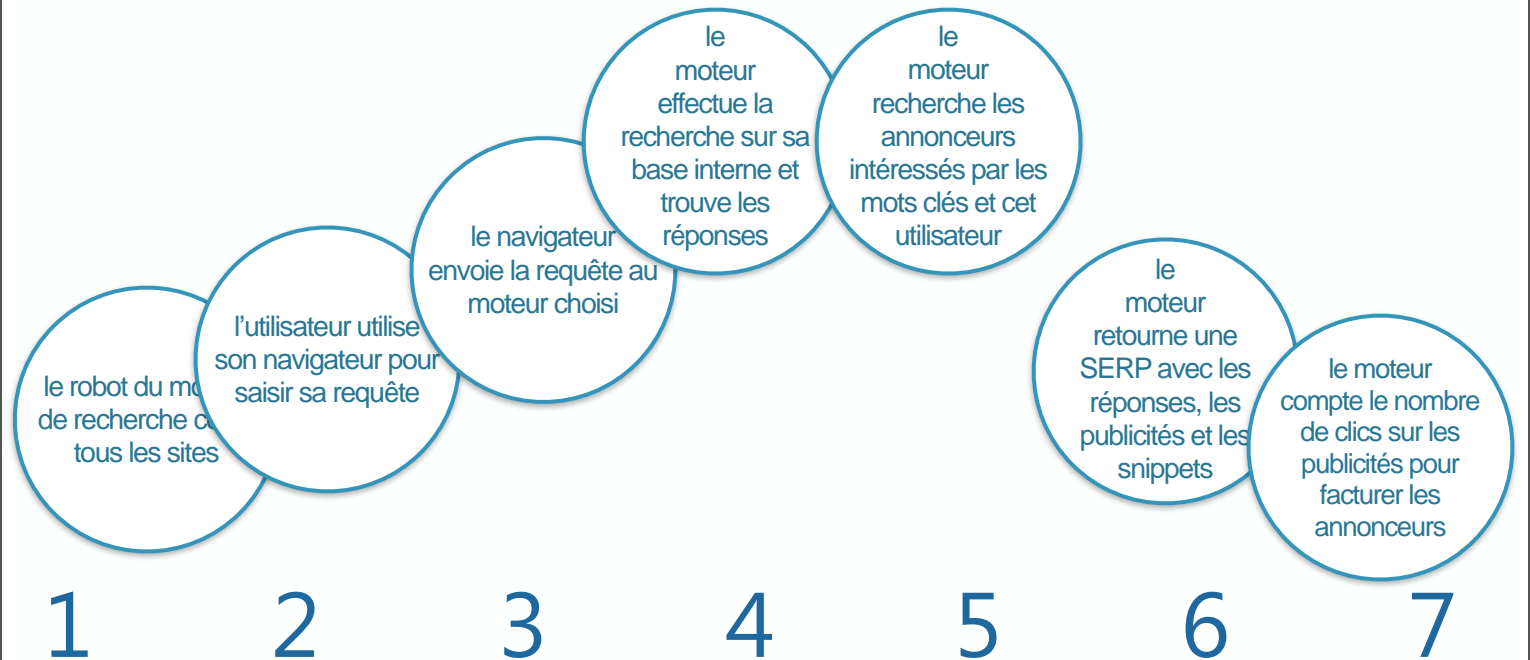 le robot du
de recherche
tous les sites
l’utilisateur utilise
son navigateur pour
saisir sa requête
le navigateur
envoie la requête au
moteur choisi
le
moteur
effectue la
recherche sur sa
base interne et
trouve les
réponses
le
moteur
recherche les
annonceurs
intéressés par les
mots clés et cet
utilisateur
le
moteur
retourne une
SERP avec les
réponses, les
publicités et les
snippets
le moteur
compte le nombre
de clics sur les
publicités pour
facturer les
annonceurs
1 2 3 4 5 6 7